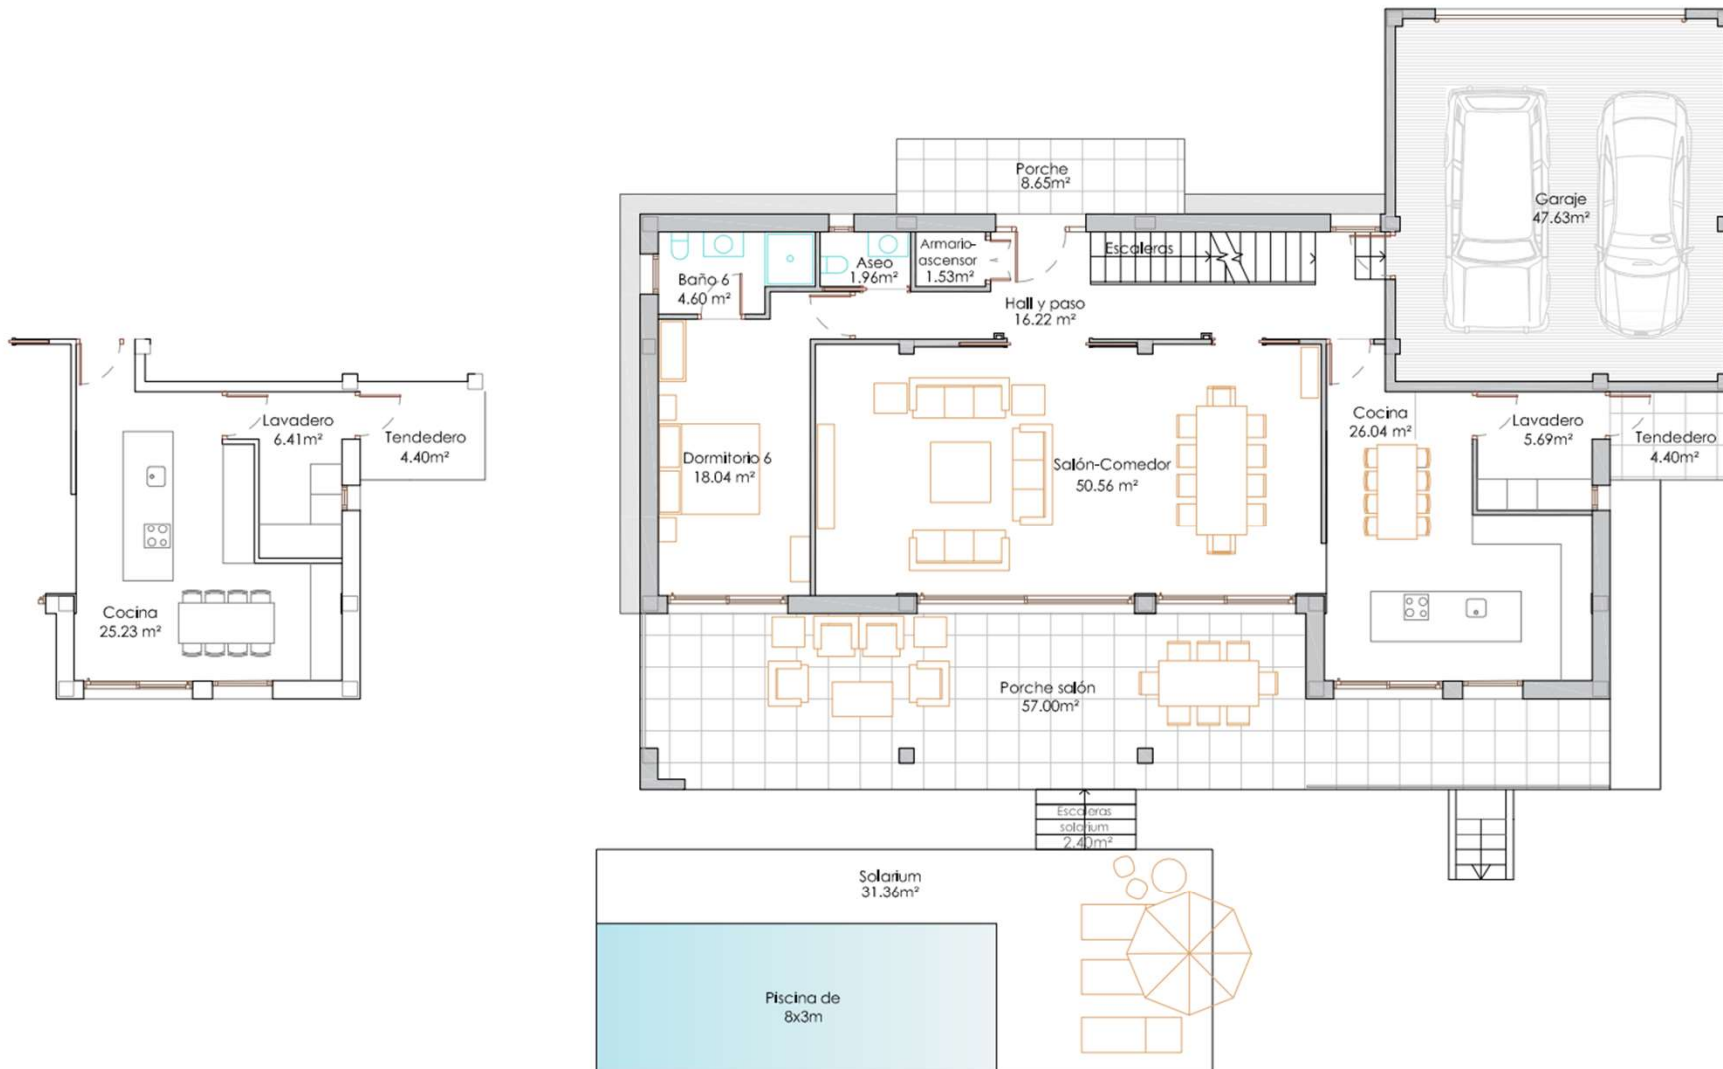 Porche
8.65m²
Garaje
47.63m²
Baño 6
4.60 m²
Aseo
1.96m²
Armario-
ascensor
1.53m²
Escaleras
Hall y paso
16.22 m²
Lavadero
6.41m²
Tendedero
4.40m²
Cocina
25.23 m²
Dormitorio 6
18.04 m²
Salón-Comedor
50.56 m²
Cocina
26.04 m²
Lavadero
5.69m²
Tendedero
4.40m²
Porche salón
57.00m²
Escaleras
solarium
2.40m²
Solarium
31.36m²
Piscina de
8x3m